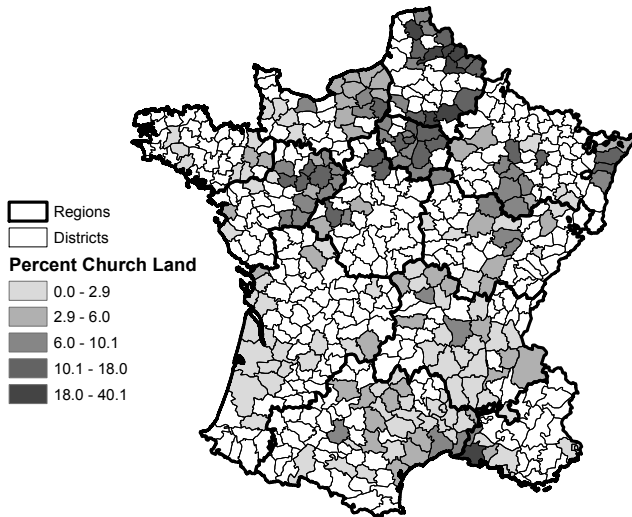 Regions
Districts
Percent Church Land
0.0 - 2.9
2.9 - 6.0
6.0 - 10.1
10.1 - 18.0
18.0 - 40.1